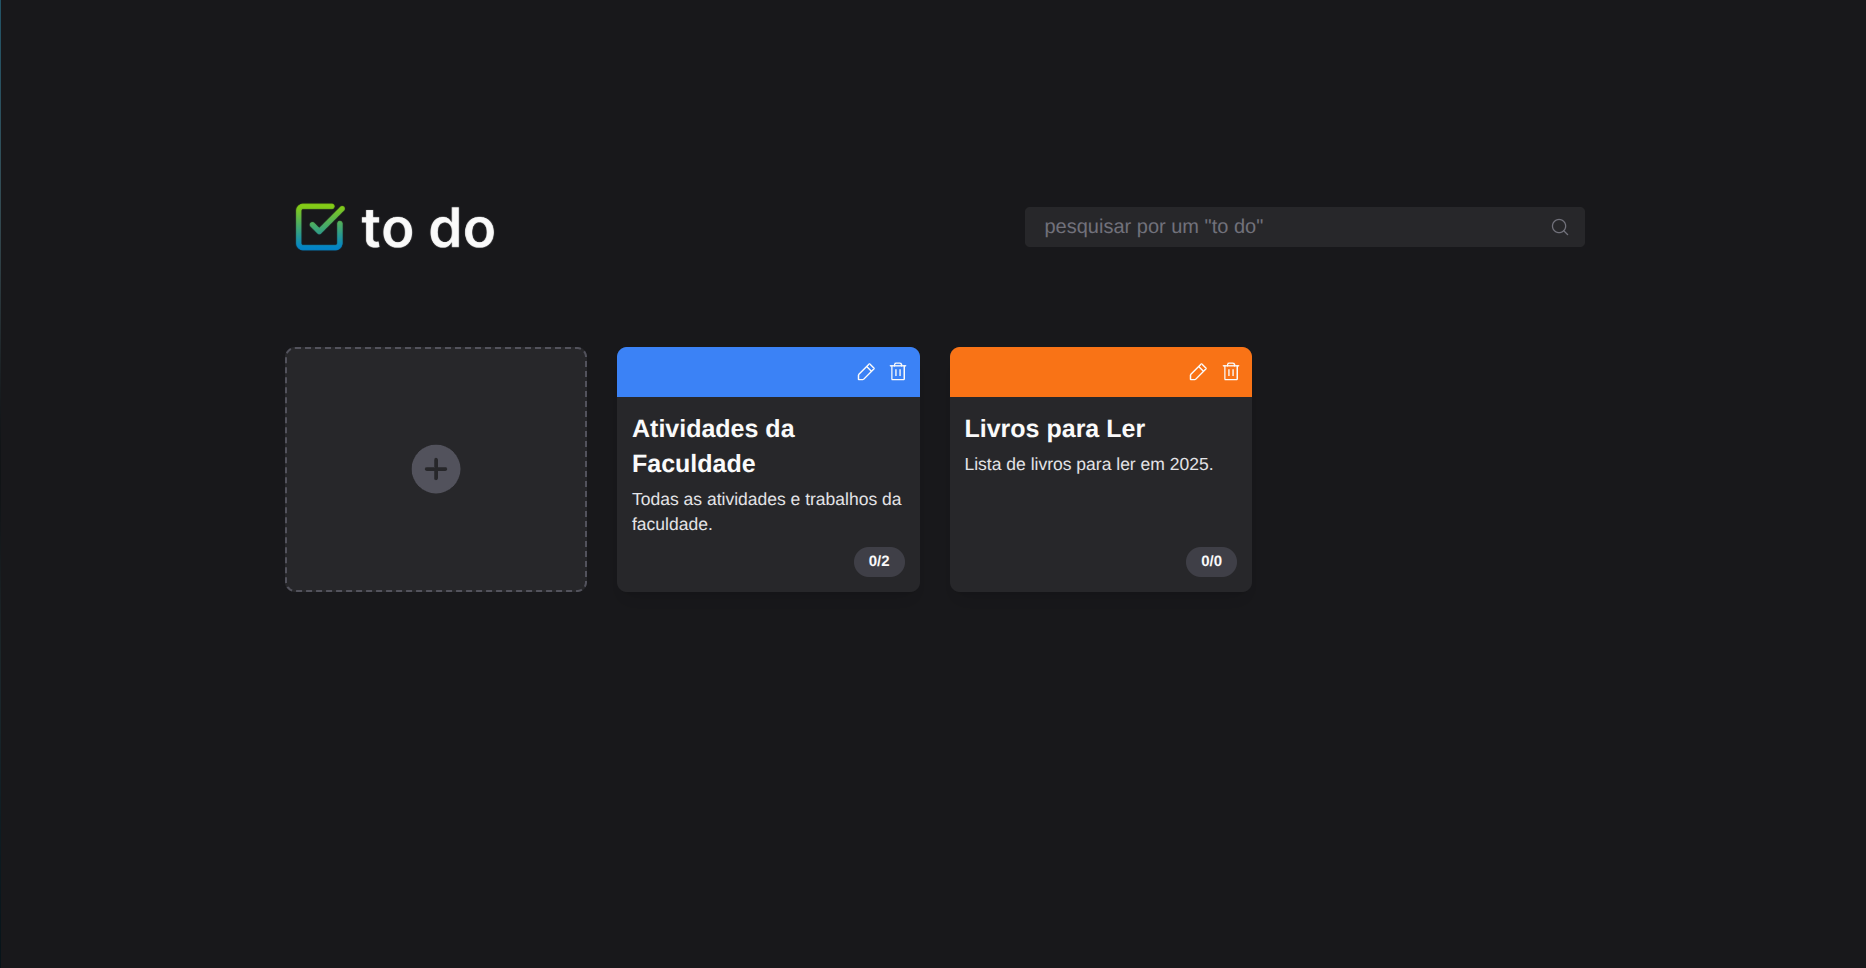 to do
pesquisar por um "to do"
Atividades da
Faculdade
Todas as atividades e trabalhos da
faculdade.
0/2
Livros para Ler
Lista de livros para ler em 2025.
0/0